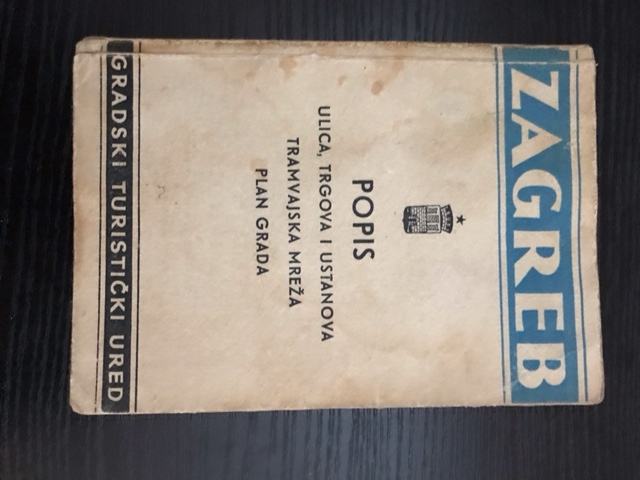 ZAGREB
POPIS
ULICA, TRGOVA I USTANOVA
TRAMVAJSKA MREŽA
PLAN GRADA
GRADSKI TURISTIČKI URED